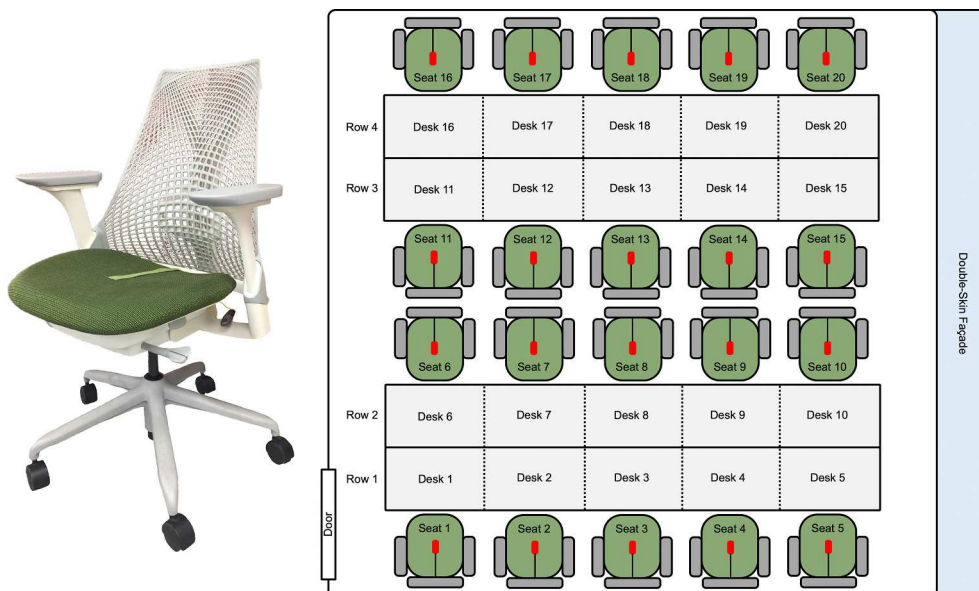 Seat 16 Seat 17 Seat 18 Seat 19 Seat 20
Row 4 Desk 16 Desk 17 Desk 18 Desk 19 Desk 20
Row 3 Desk 11 Desk 12 Desk 13 Desk 14 Desk 15
Seat 11 Seat 12 Seat 13 Seat 14 Seat 15
Seat 6 Seat 7 Seat 8 Seat 9 Seat 10
Row 2 Desk 6 Desk 7 Desk 8 Desk 9 Desk 10
Row 1 Desk 1 Desk 2 Desk 3 Desk 4 Desk 5
Seat 1 Seat 2 Seat 3 Seat 4 Seat 5
Door
Double-Skin Façade